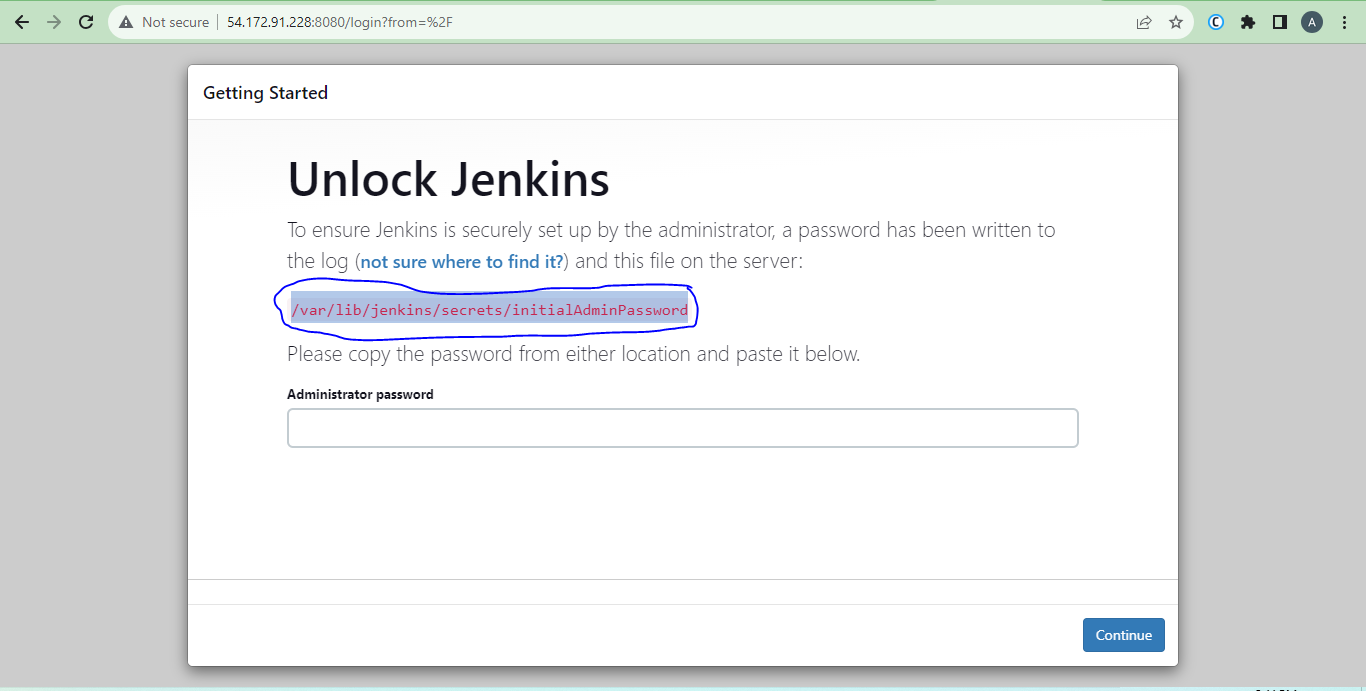 Not secure | 54.172.91.228:8080/login?from=%2F
A
Getting Started
Unlock Jenkins
To ensure Jenkins is securely set up by the administrator, a password has been written to
the log (not sure where to find it?) and this file on the server:
/var/lib/jenkins/secrets/initialAdminPassword
Please copy the password from either location and paste it below.
Administrator password
Continue